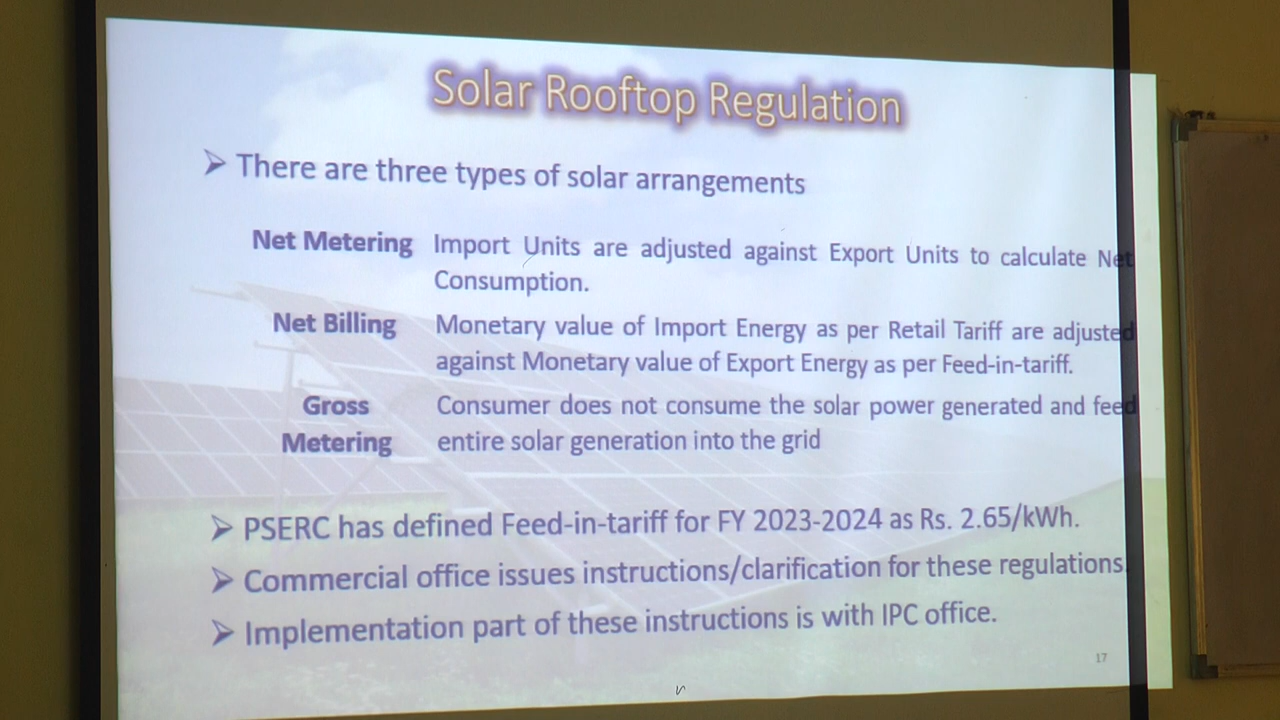 Solar Rooftop Regulation
There are three types of solar arrangements
Net Metering Import Units are adjusted against Export Units to calculate Net
Consumption.
Net Billing Monetary value of Import Energy as per Retail Tariff are adjusted
against Monetary value of Export Energy as per Feed-in-tariff.
Gross Consumer does not consume the solar power generated and feed
Metering entire solar generation into the grid
PSERC has defined Feed-in-tariff for FY 2023-2024 as Rs. 2.65/kWh.
Commercial office issues instructions/clarification for these regulations.
Implementation part of these instructions is with IPC office.
17